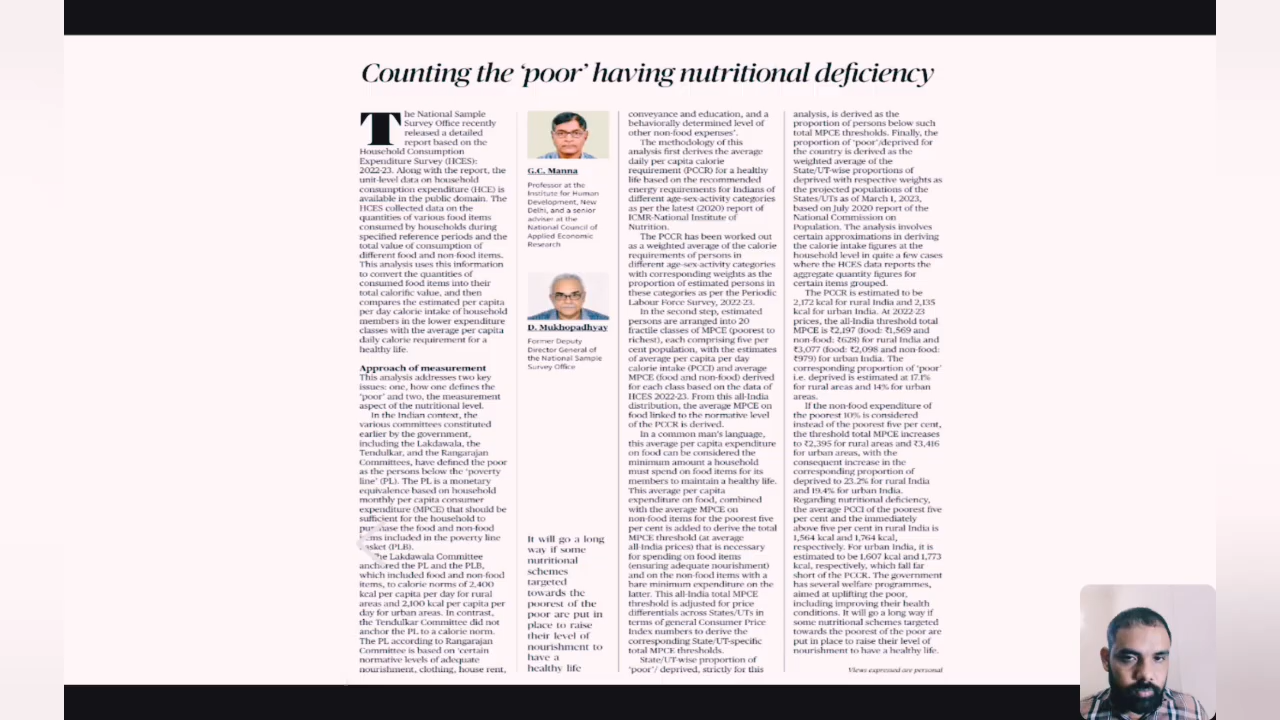 Counting the ‘poor’ having nutritional deficiency
The National Sample
Survey Office recently
released a detailed
report based on the
Household Consumption
Expenditure Survey (HCES):
2022-23. Along with the report, the
unit-level data on household
consumption expenditure (HCE) is
available in the public domain. The
HCES collected data on the
quantities of various food items
consumed by households during
specified reference periods and the
total value of consumption of
different food and non-food items.
This analysis uses this information
to convert the quantities of
consumed food items into their
total calorific value, and then
compares the estimated per capita
per day calorie intake of household
members in the lower expenditure
classes with the average per capita
daily calorie requirement for a
healthy life.
Approach of measurement
This analysis addresses two key
issues: one, how one defines the
‘poor’ and two, the measurement
aspect of the nutritional level.
In the Indian context, the
various committees constituted
earlier by the government,
including the Lakdawala, the
Tendulkar, and the Rangarajan
Committees, have defined the poor
as the persons below the ‘poverty
line’ (PL). The PL is a monetary
equivalence based on household
monthly per capita consumer
expenditure (MPCE) that should be
sufficient for the household to
purchase the food and non-food
items included in the poverty line
basket (PLB).
The Lakdawala Committee
anchored the PL and the PLB,
which included food and non-food
items, to calorie norms of 2,400
kcal per capita per day for rural
areas and 2,100 kcal per capita per
day for urban areas. In contrast,
the Tendulkar Committee did not
anchor the PL to a calorie norm.
The PL according to Rangarajan
Committee is based on ‘certain
normative levels of adequate
nourishment, clothing, house rent,
G.C. Manna
Professor at the
Institute for Human
Development, New
Delhi, and a senior
adviser at the
National Council of
Applied Economic
Research
D. Mukhopadhyay
Former Deputy
Director General of
the National Sample
Survey Office
It will go a long
way if some
nutritional
schemes
targeted
towards the
poorest of the
poor are put in
place to raise
their level of
nourishment to
have a
healthy life
conveyance and education, and a
behaviorally determined level of
other non-food expenses’.
The methodology of this
analysis first derives the average
daily per capita calorie
requirement (PCCR) for a healthy
life based on the recommended
energy requirements for Indians of
different age-sex-activity categories
as per the latest (2020) report of
ICMR-National Institute of
Nutrition.
The PCCR has been worked out
as a weighted average of the calorie
requirements of persons in
different age-sex-activity categories
with corresponding weights as the
proportion of estimated persons in
these categories as per the Periodic
Labour Force Survey, 2022-23.
In the second step, estimated
persons are arranged into 20
fractile classes of MPCE (poorest to
richest), each comprising five per
cent population, with the estimates
of average per capita per day
calorie intake (PCCI) and average
MPCE (food and non-food) derived
for each class based on the data of
HCES 2022-23. From this all-India
distribution, the average MPCE on
food linked to the normative level
of the PCCR is derived.
In a common man’s language,
this average per capita expenditure
on food can be considered the
minimum amount a household
must spend on food items for its
members to maintain a healthy life.
This average per capita
expenditure on food, combined
with the average MPCE on
non-food items for the poorest five
per cent is added to derive the total
MPCE threshold (at average
all-India prices) that is necessary
for spending on food items
(ensuring adequate nourishment)
and on the non-food items with a
bare minimum expenditure on the
latter. This all-India total MPCE
threshold is adjusted for price
differentials across States/UTs in
terms of general Consumer Price
Index numbers to derive the
corresponding State/UT-specific
total MPCE thresholds.
State/UT-wise proportion of
‘poor’/ deprived, strictly for this
analysis, is derived as the
proportion of persons below such
total MPCE thresholds. Finally, the
proportion of ‘poor’/deprived for
the country is derived as the
weighted average of the
State/UT-wise proportions of
deprived with respective weights as
the projected populations of the
States/UTs as of March 1, 2023,
based on July 2020 report of the
National Commission on
Population. The analysis involves
certain approximations in deriving
the calorie intake figures at the
household level in quite a few cases
where the HCES data reports the
aggregate quantity figures for
certain items grouped.
The PCCR is estimated to be
2,172 kcal for rural India and 2,135
kcal for urban India. At 2022-23
prices, the all-India threshold total
MPCE is ₹2,197 (food: ₹1,569 and
non-food: ₹628) for rural India and
₹3,077 (food: ₹2,098 and non-food:
₹979) for urban India. The
corresponding proportion of ‘poor’
i.e. deprived is estimated at 17.1%
for rural areas and 14% for urban
areas.
If the non-food expenditure of
the poorest 10% is considered
instead of the poorest five per cent,
the threshold total MPCE increases
to ₹2,395 for rural areas and ₹3,416
for urban areas, with the
consequent increase in the
corresponding proportion of
deprived to 23.2% for rural India
and 19.4% for urban India.
Regarding nutritional deficiency,
the average PCCI of the poorest five
per cent and the immediately
above five per cent in rural India is
1,564 kcal and 1,764 kcal,
respectively. For urban India, it is
estimated to be 1,607 kcal and 1,773
kcal, respectively, which fall far
short of the PCCR. The government
has several welfare programmes,
aimed at uplifting the poor,
including improving their health
conditions. It will go a long way if
some nutritional schemes targeted
towards the poorest of the poor are
put in place to raise their level of
nourishment to have a healthy life.
Views expressed are personal